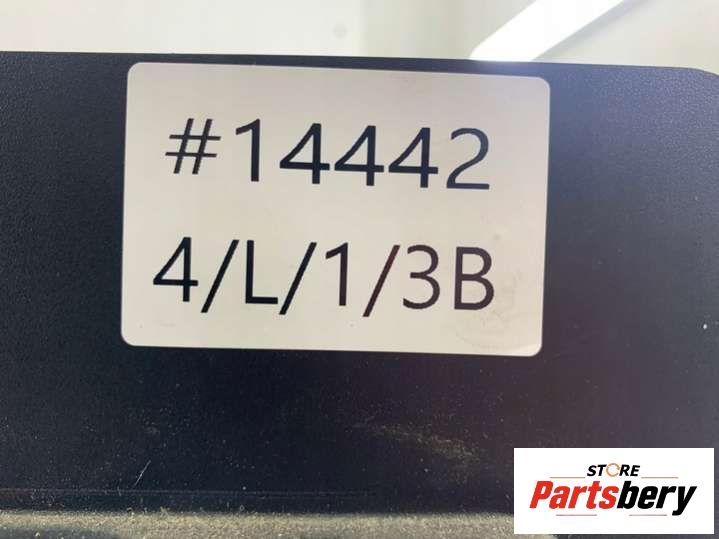 #14442
4/L/1/3B
STORE
Partsbery